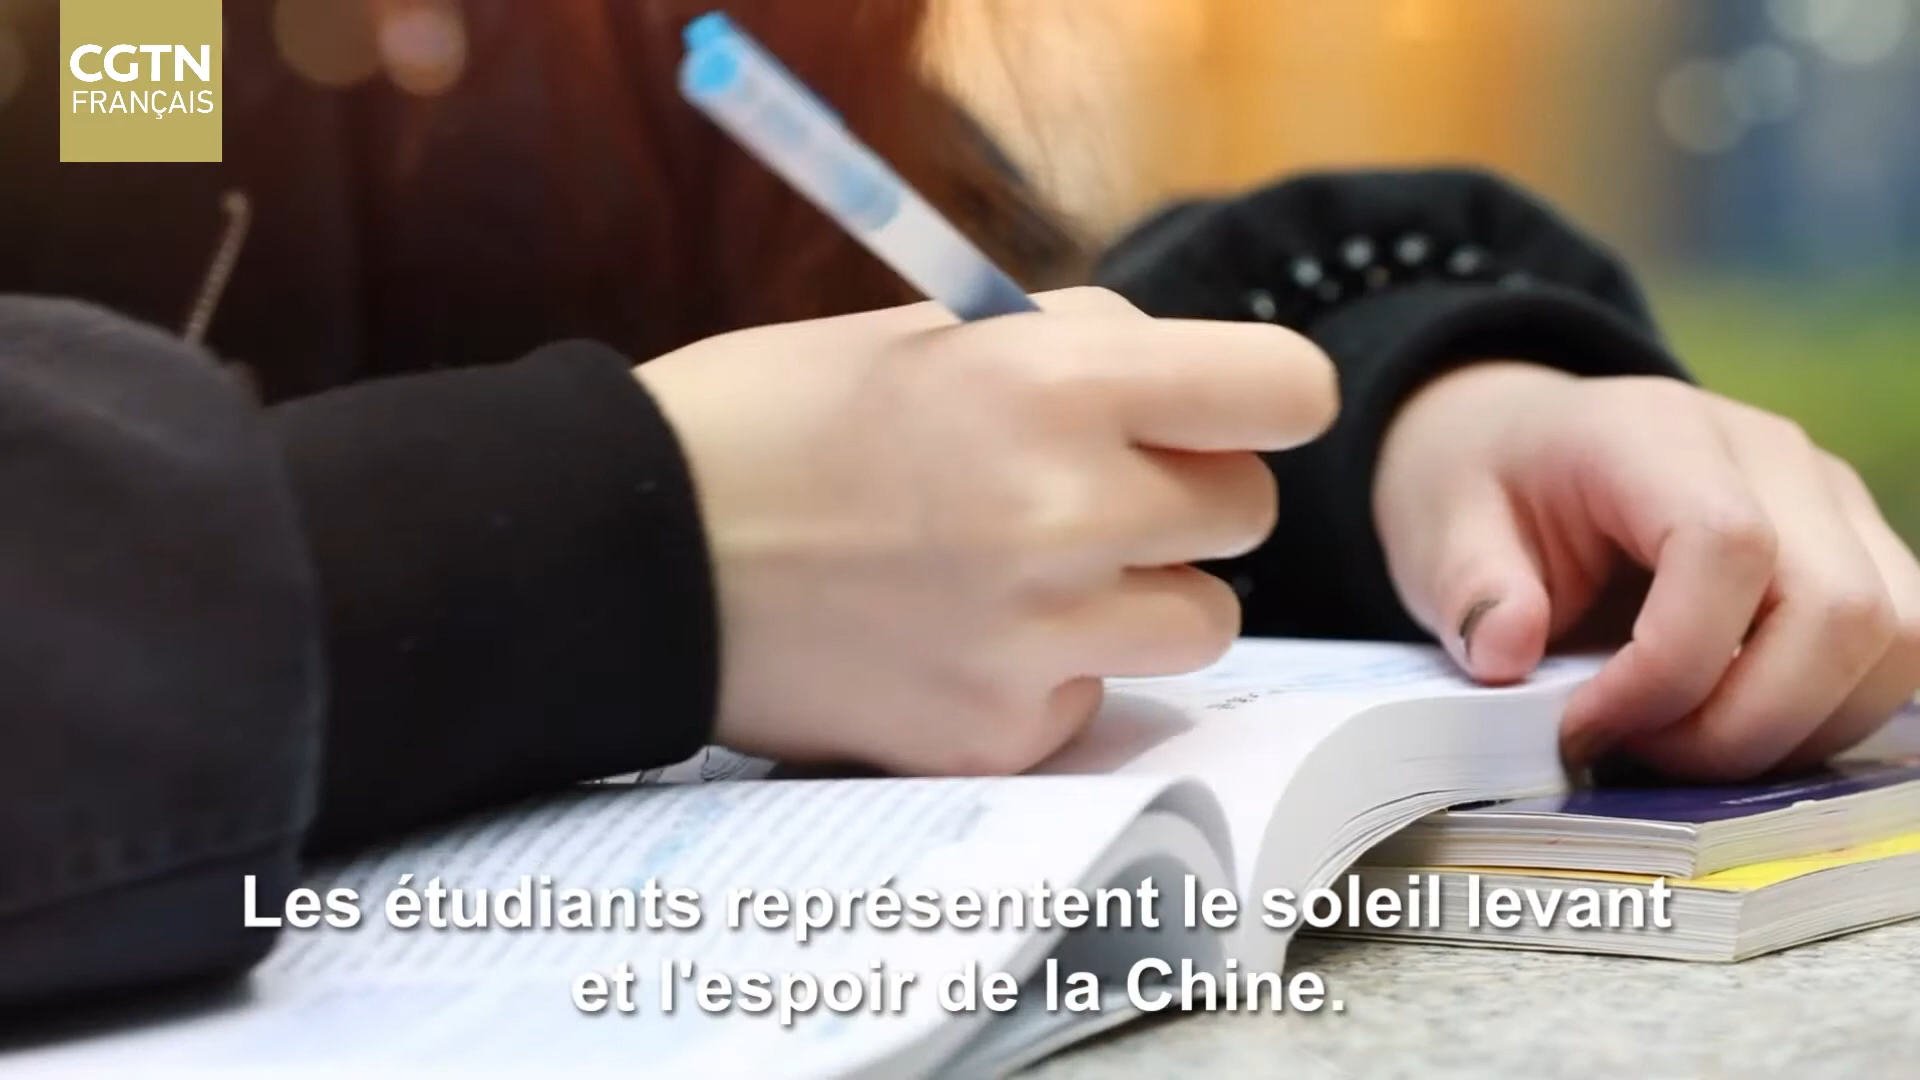 CGTN
FRANÇAIS
Les étudiants représentent le soleil levant
et l'espoir de la Chine.